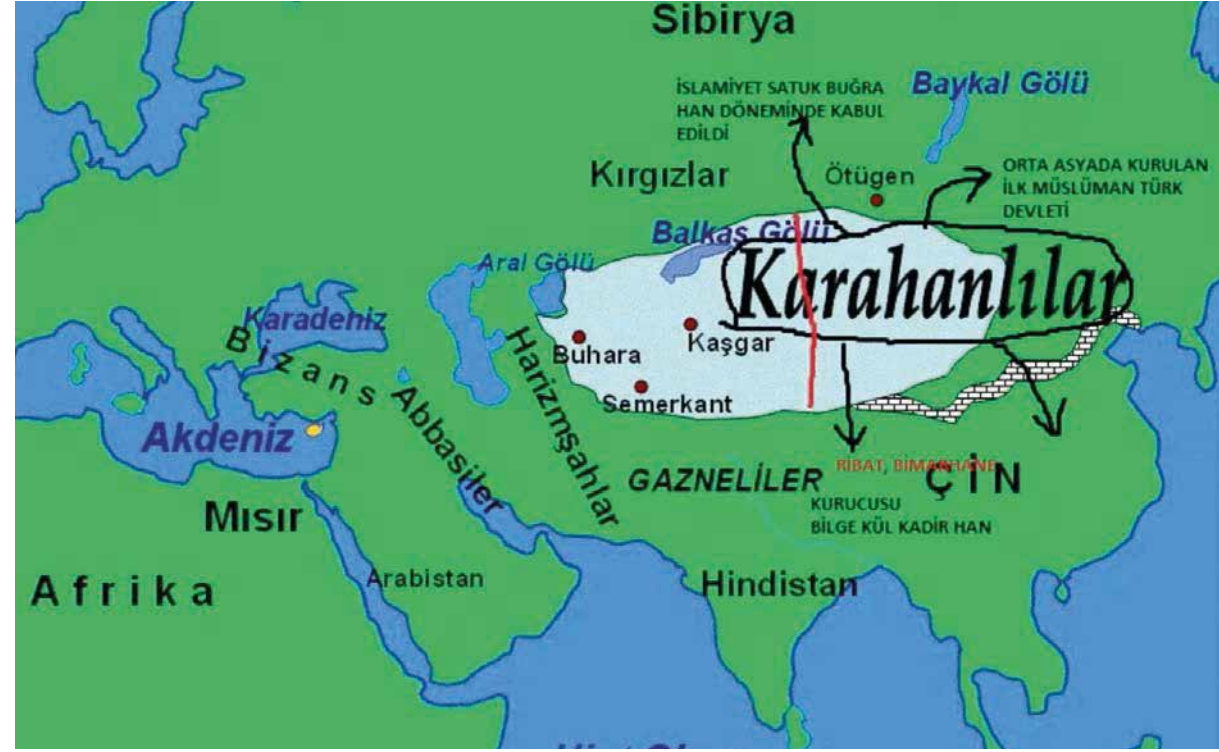 Sibirya
İSLAMİYET SATUK BUĞRA
HAN DÖNEMİNDE KABUL
EDİLDİ
Baykal Gölü
Kırgızlar
Ötügen
ORTA ASYADA KURULAN
İLK MÜSLÜMAN TÜRK
DEVLETİ
Balkaş Gölü
Aral Gölü
Karahanlılar
Karadeniz
Buhara
Kaşgar
Semerkant
Bizans
Abbasiler
Harizmşahlar
Akdeniz
GAZNELİLER
RİBAT, BİMARHANE
ÇİN
KURUCUSU
BİLGE KÜL KADİR HAN
Mısır
Arabistan
Hindistan
Afrika